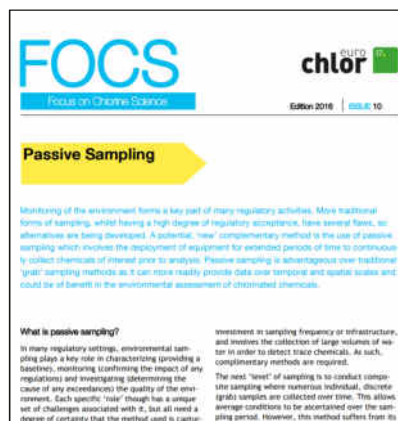 FOCS
Focus on Chlorine Science
euro
chlor
17.
Edition 2016 | ISSUE 10
Passive Sampling
Monitoring of the environment forms a key part of many regulatory activities. More traditional
forms of sampling, whilst having a high degree of regulatory acceptance, have several flaws, so
alternatives are being developed. A potential, 'new' complementary method is the use of passive
sampling which involves the deployment of equipment for extended periods of time to continuous-
ly collect chemicals of interest prior to analysis. Passive sampling is advantageous over traditional
'grab' sampling methods as it can more readily provide data over temporal and spatial scales and
could be of benefit in the environmental assessment of chlorinated chemicals.
What is passive sampling?
In many regulatory settings, environmental sam-
pling plays a key role in characterizing (providing a
baseline), monitoring (confirming the impact of any
regulations) and investigating (determining the
cause of any exceedances) the quality of the envi-
ronment. Each specific 'role' though has a unique
set of challenges associated with it, but all need a
degree of certainty that the method used is captur-
investment in sampling frequency or infrastructure,
and involves the collection of large volumes of wa-
ter in order to detect trace chemicals. As such,
complimentary methods are required.
The next 'level' of sampling is to conduct compo-
site sampling where numerous individual, discrete
(grab) samples are collected over time. This allows
average conditions to be ascertained over the sam-
pling period. However, this method suffers from its